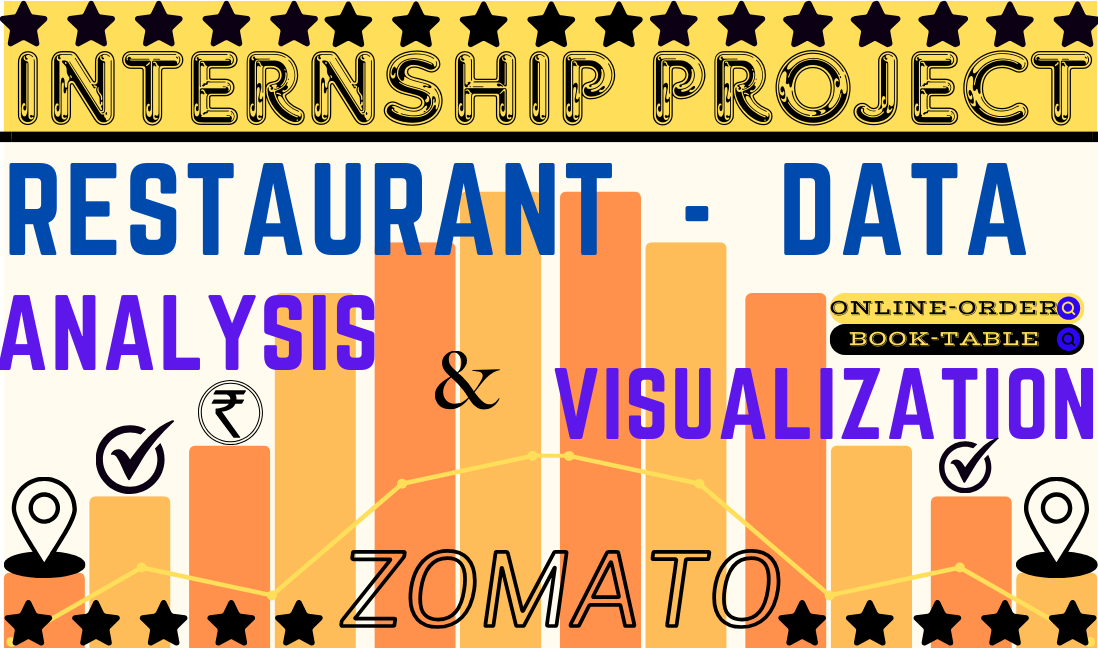 INTERNSHIP PROJECT
RESTAURANT - DATA
ANALYSIS
ONLINE-ORDER
BOOK-TABLE
&
VISUALIZATION
₹
ZOMATO